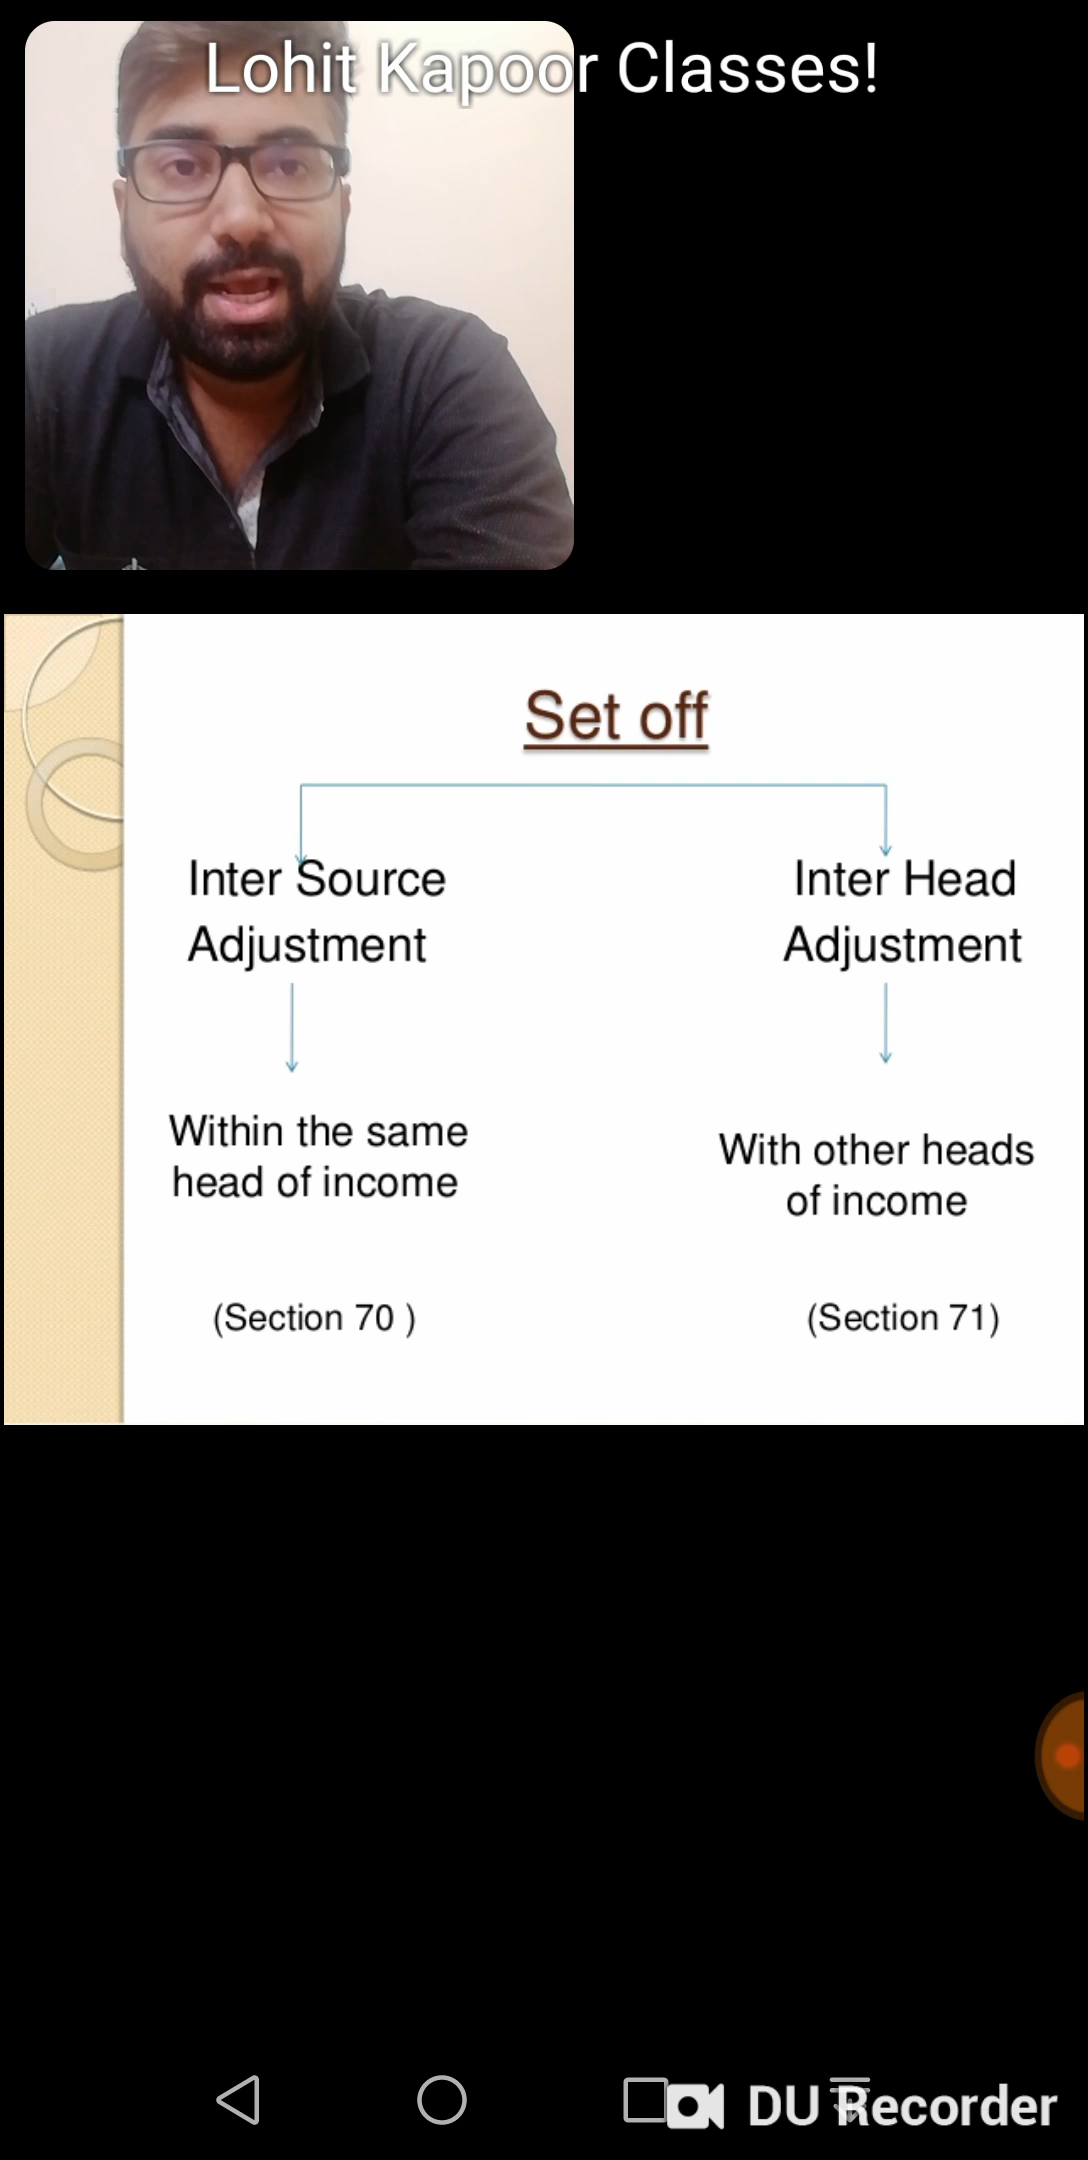 Lohit Kapoor Classes!
Set off
Inter Source
Adjustment
Inter Head
Adjustment
Within the same
head of income
With other heads
of income
(Section 70 )
(Section 71)
DU Recorder